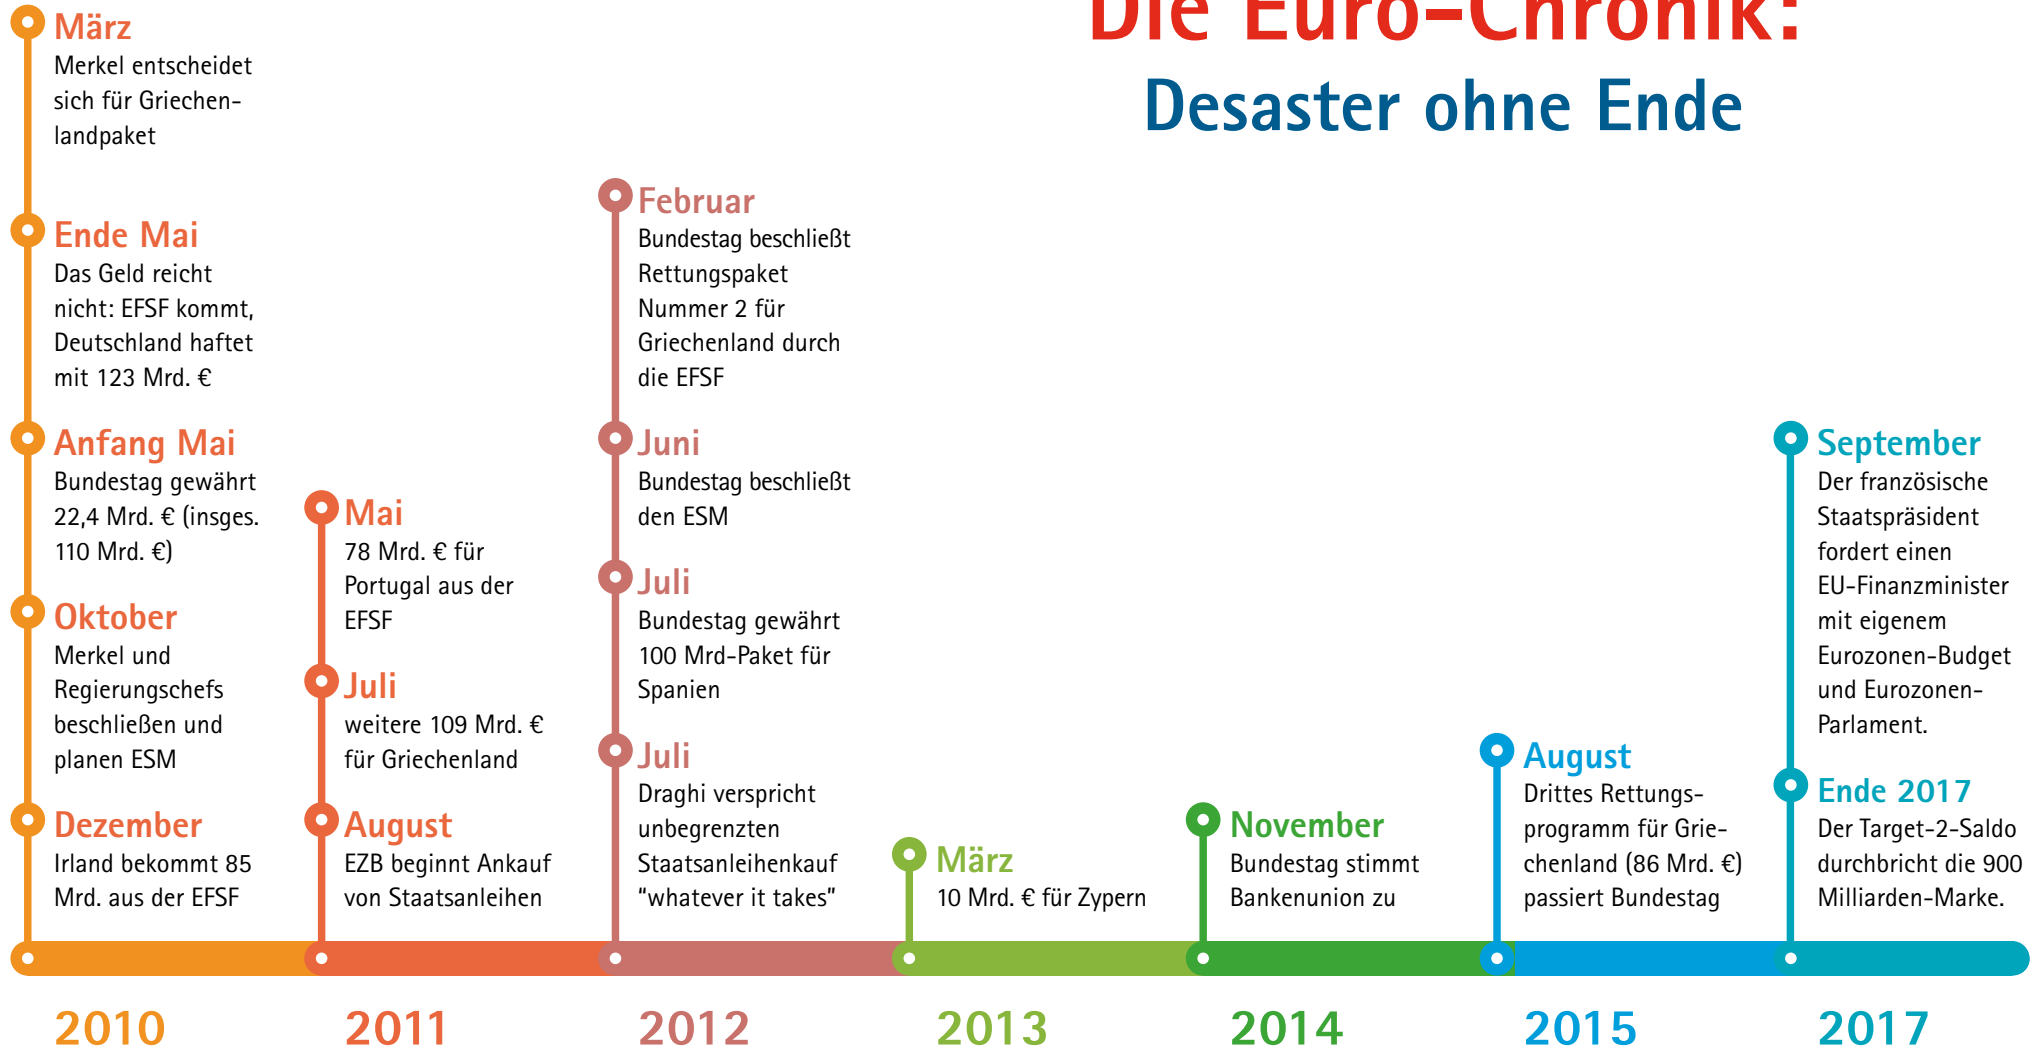 Die Euro-Chronik:
Desaster ohne Ende
März
Merkel entscheidet
sich für Griechen-
landpaket
Ende Mai
Das Geld reicht
nicht: EFSF kommt,
Deutschland haftet
mit 123 Mrd. €
Anfang Mai
Bundestag gewährt
22,4 Mrd. € (insges.
110 Mrd. €)
Oktober
Merkel und
Regierungschefs
beschließen und
planen ESM
Dezember
Irland bekommt 85
Mrd. aus der EFSF
2010
Mai
78 Mrd. € für
Portugal aus der
EFSF
Juli
weitere 109 Mrd. €
für Griechenland
August
EZB beginnt Ankauf
von Staatsanleihen
2011
Februar
Bundestag beschließt
Rettungspaket
Nummer 2 für
Griechenland durch
die EFSF
Juni
Bundestag beschließt
den ESM
Juli
Bundestag gewährt
100 Mrd-Paket für
Spanien
Juli
Draghi verspricht
unbegrenzten
Staatsanleihenkauf
"whatever it takes"
2012
März
10 Mrd. € für Zypern
2013
November
Bundestag stimmt
Bankenunion zu
2014
August
Drittes Rettungs-
programm für Grie-
chenland (86 Mrd. €)
passiert Bundestag
2015
September
Der französische
Staatspräsident
fordert einen
EU-Finanzminister
mit eigenem
Eurozonen-Budget
und Eurozonen-
Parlament.
Ende 2017
Der Target-2-Saldo
durchbricht die 900
Milliarden-Marke.
2017